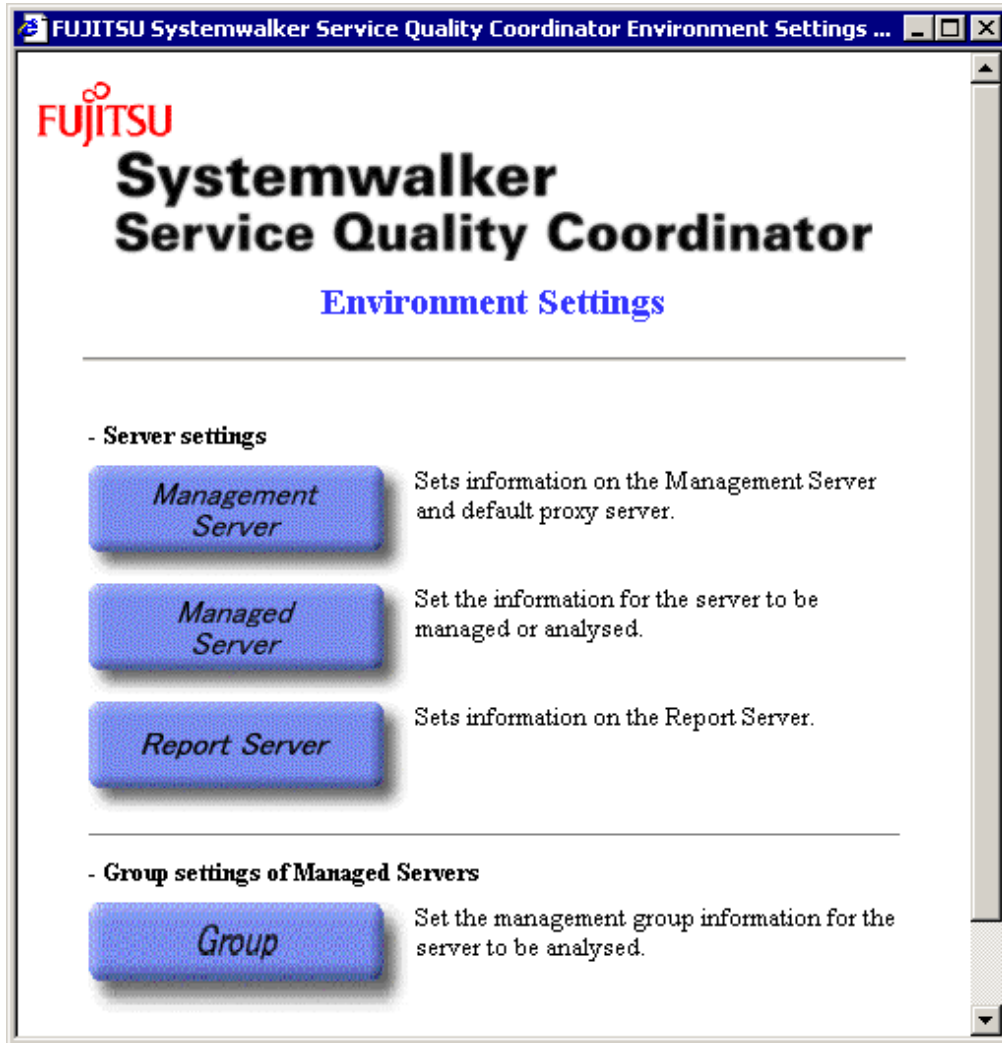 FUJITSU Systemwalker Service Quality Coordinator Environment Settings ...
FUJITSU
Systemwalker
Service Quality Coordinator
Environment Settings
- Server settings
Management
Server
Sets information on the Management Server
and default proxy server.
Managed
Server
Set the information for the server to be
managed or analysed.
Report Server
Sets information on the Report Server.
- Group settings of Managed Servers
Group
Set the management group information for the
server to be analysed.